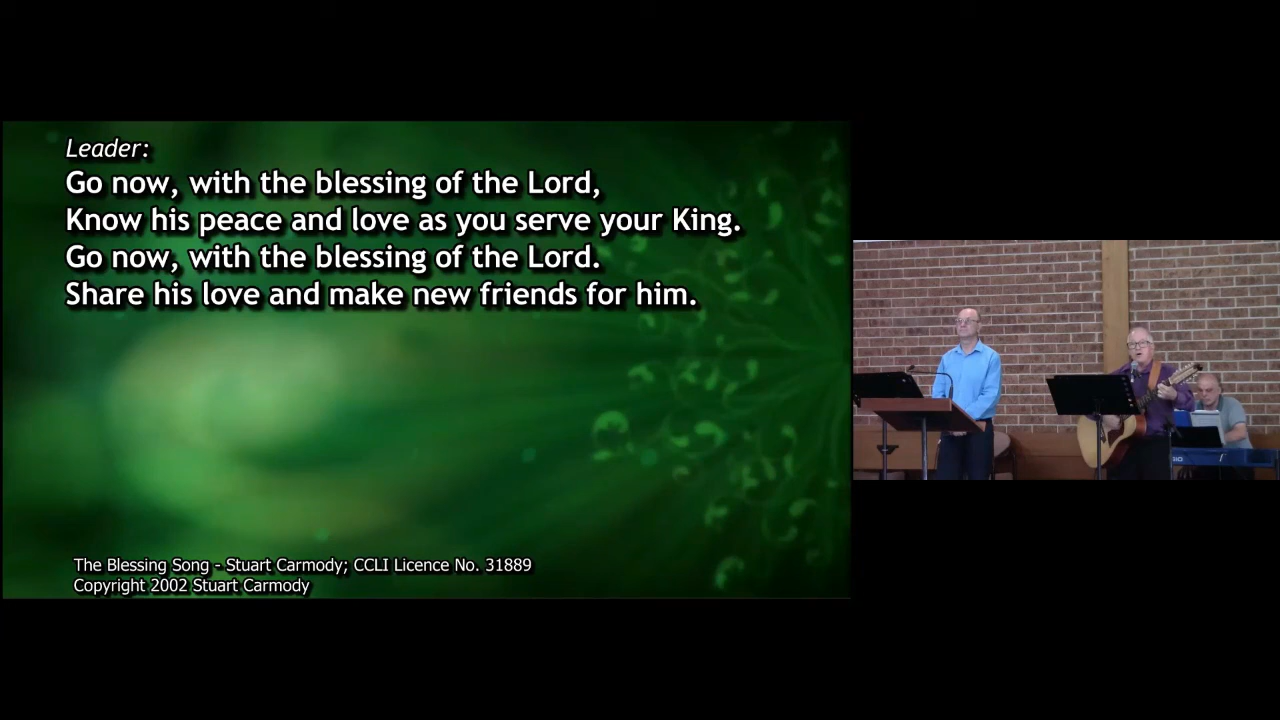 Leader:
Go now, with the blessing of the Lord,
Know his peace and love as you serve your King.
Go now, with the blessing of the Lord.
Share his love and make new friends for him.
The Blessing Song - Stuart Carmody; CCLI Licence No. 31889
Copyright 2002 Stuart Carmody